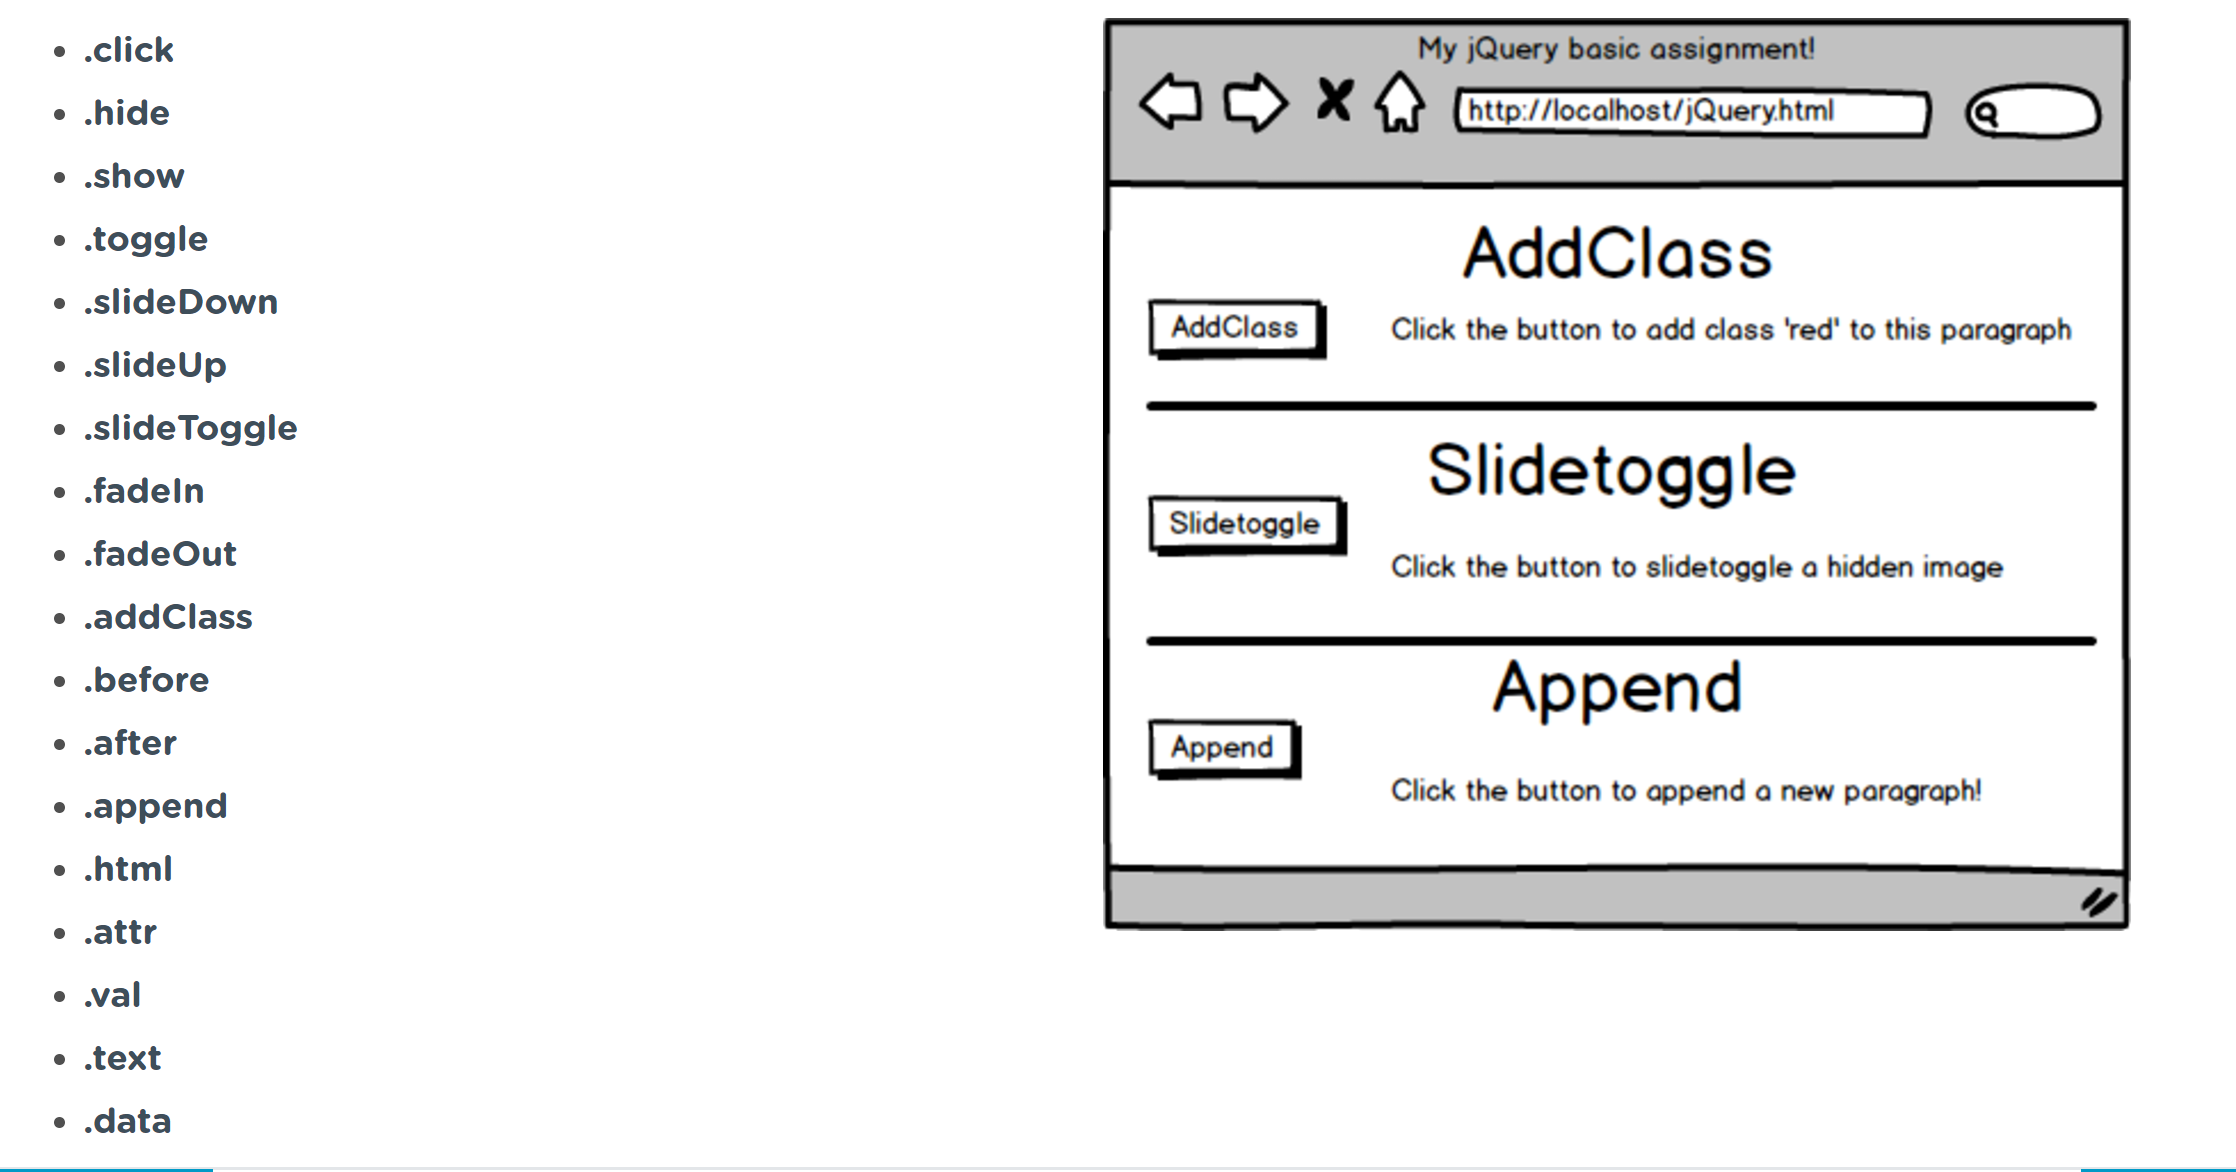 .click
.hide
.show
.toggle
.slideDown
.slideUp
.slideToggle
.fadeIn
.fadeOut
.addClass
.before
.after
.append
.html
.attr
.val
.text
.data
My jQuery basic assignment!
http://localhost/jQuery.html
AddClass
AddClass
Click the button to add class 'red' to this paragraph
Slidetoggle
Slidetoggle
Click the button to slidetoggle a hidden image
Append
Append
Click the button to append a new paragraph!